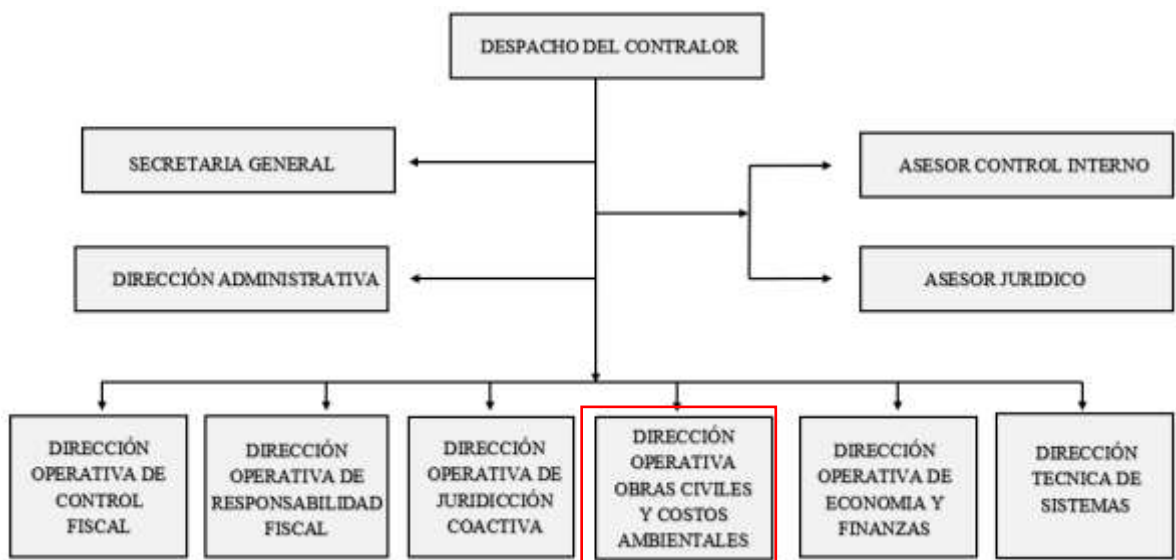 DESPACHO DEL CONTRALOR
SECRETARIA GENERAL
ASESOR CONTROL INTERNO
DIRECCIÓN ADMINISTRATIVA
ASESOR JURIDICO
DIRECCIÓN
OPERATIVA DE
CONTROL
FISCAL
DIRECCIÓN
OPERATIVA DE
RESPONSABILIDAD
FISCAL
DIRECCIÓN
OPERATIVA DE
JURIDICCIÓN
COACTIVA
DIRECCIÓN
OPERATIVA
OBRAS CIVILES
Y COSTOS
AMBIENTALES
DIRECCIÓN
OPERATIVA DE
ECONOMIA Y
FINANZAS
DIRECCIÓN
TECNICA DE
SISTEMAS